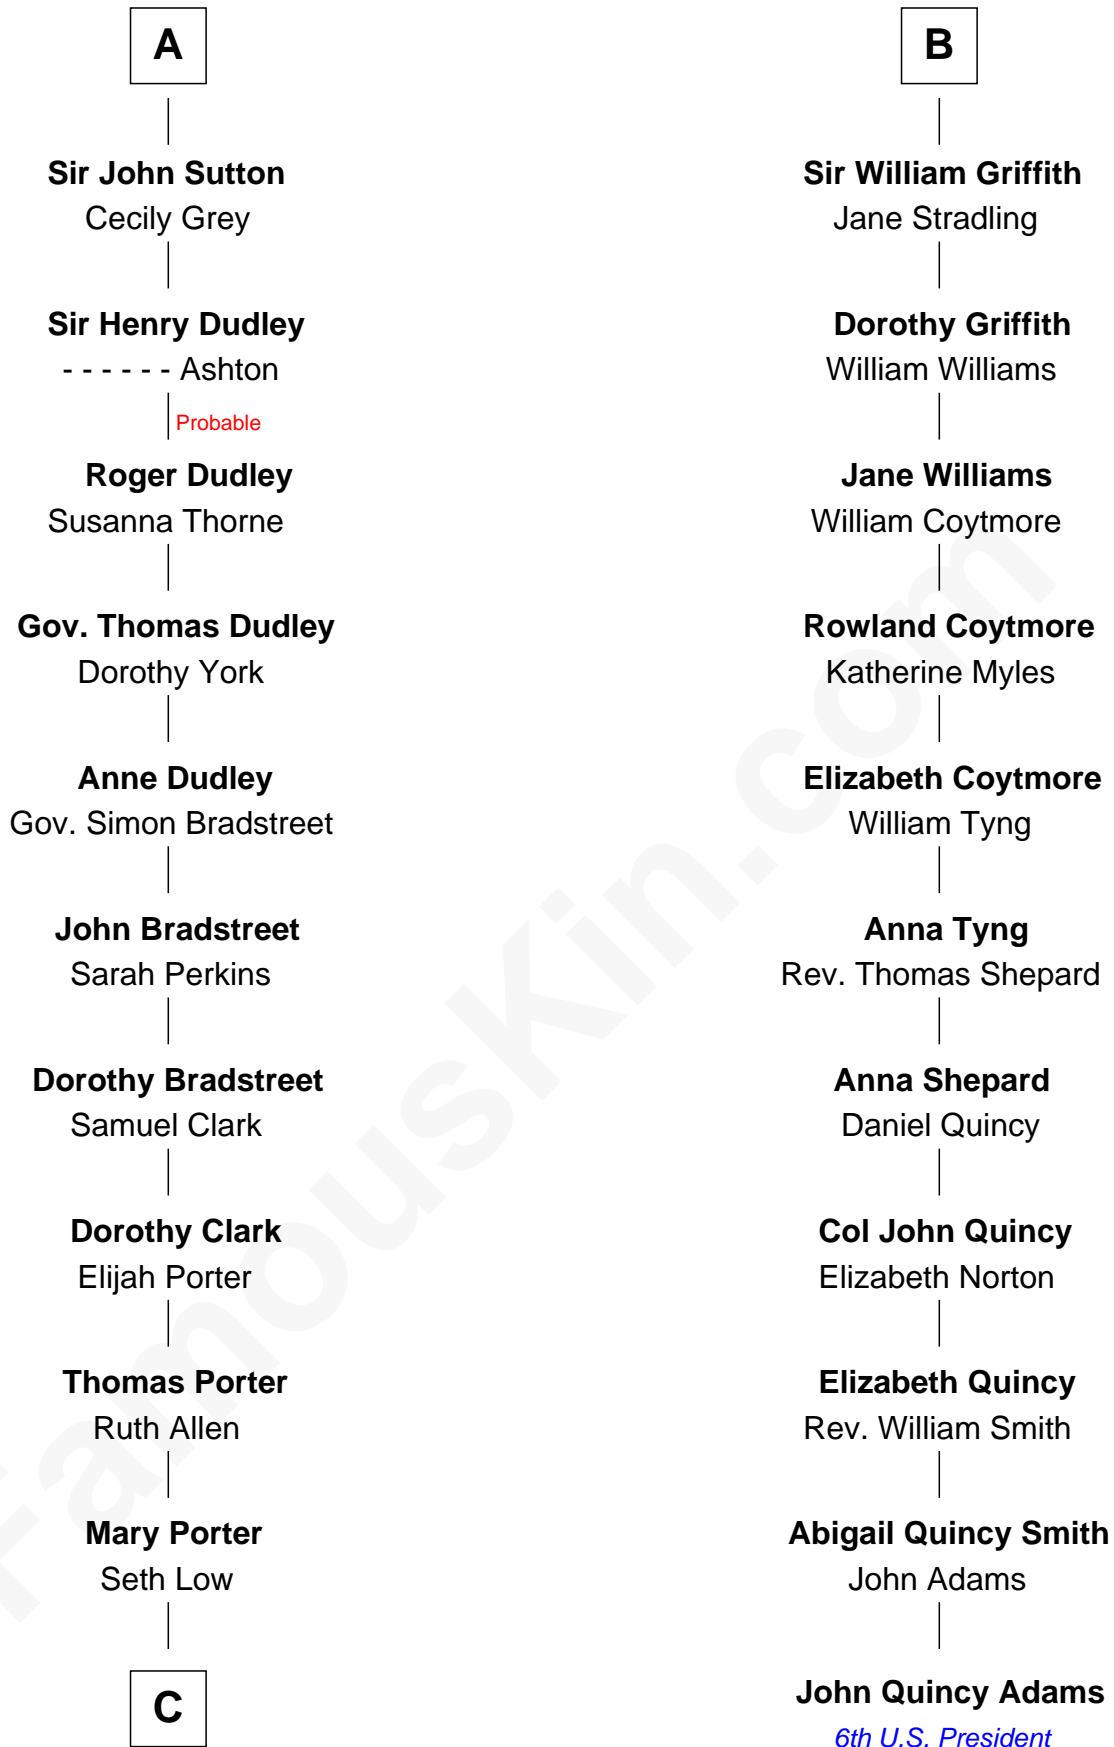 A
Sir John Sutton
Cecily Grey
Sir Henry Dudley
- - - - - - Ashton
Probable
Roger Dudley
Susanna Thorne
Gov. Thomas Dudley
Dorothy York
Anne Dudley
Gov. Simon Bradstreet
John Bradstreet
Sarah Perkins
Dorothy Bradstreet
Samuel Clark
Dorothy Clark
Elijah Porter
Thomas Porter
Ruth Allen
Mary Porter
Seth Low
C
B
Sir William Griffith
Jane Stradling
Dorothy Griffith
William Williams
Jane Williams
William Coytmore
Rowland Coytmore
Katherine Myles
Elizabeth Coytmore
William Tyng
Anna Tyng
Rev. Thomas Shepard
Anna Shepard
Daniel Quincy
Col John Quincy
Elizabeth Norton
Elizabeth Quincy
Rev. William Smith
Abigail Quincy Smith
John Adams
John Quincy Adams
6th U.S. President
FamousKin.com